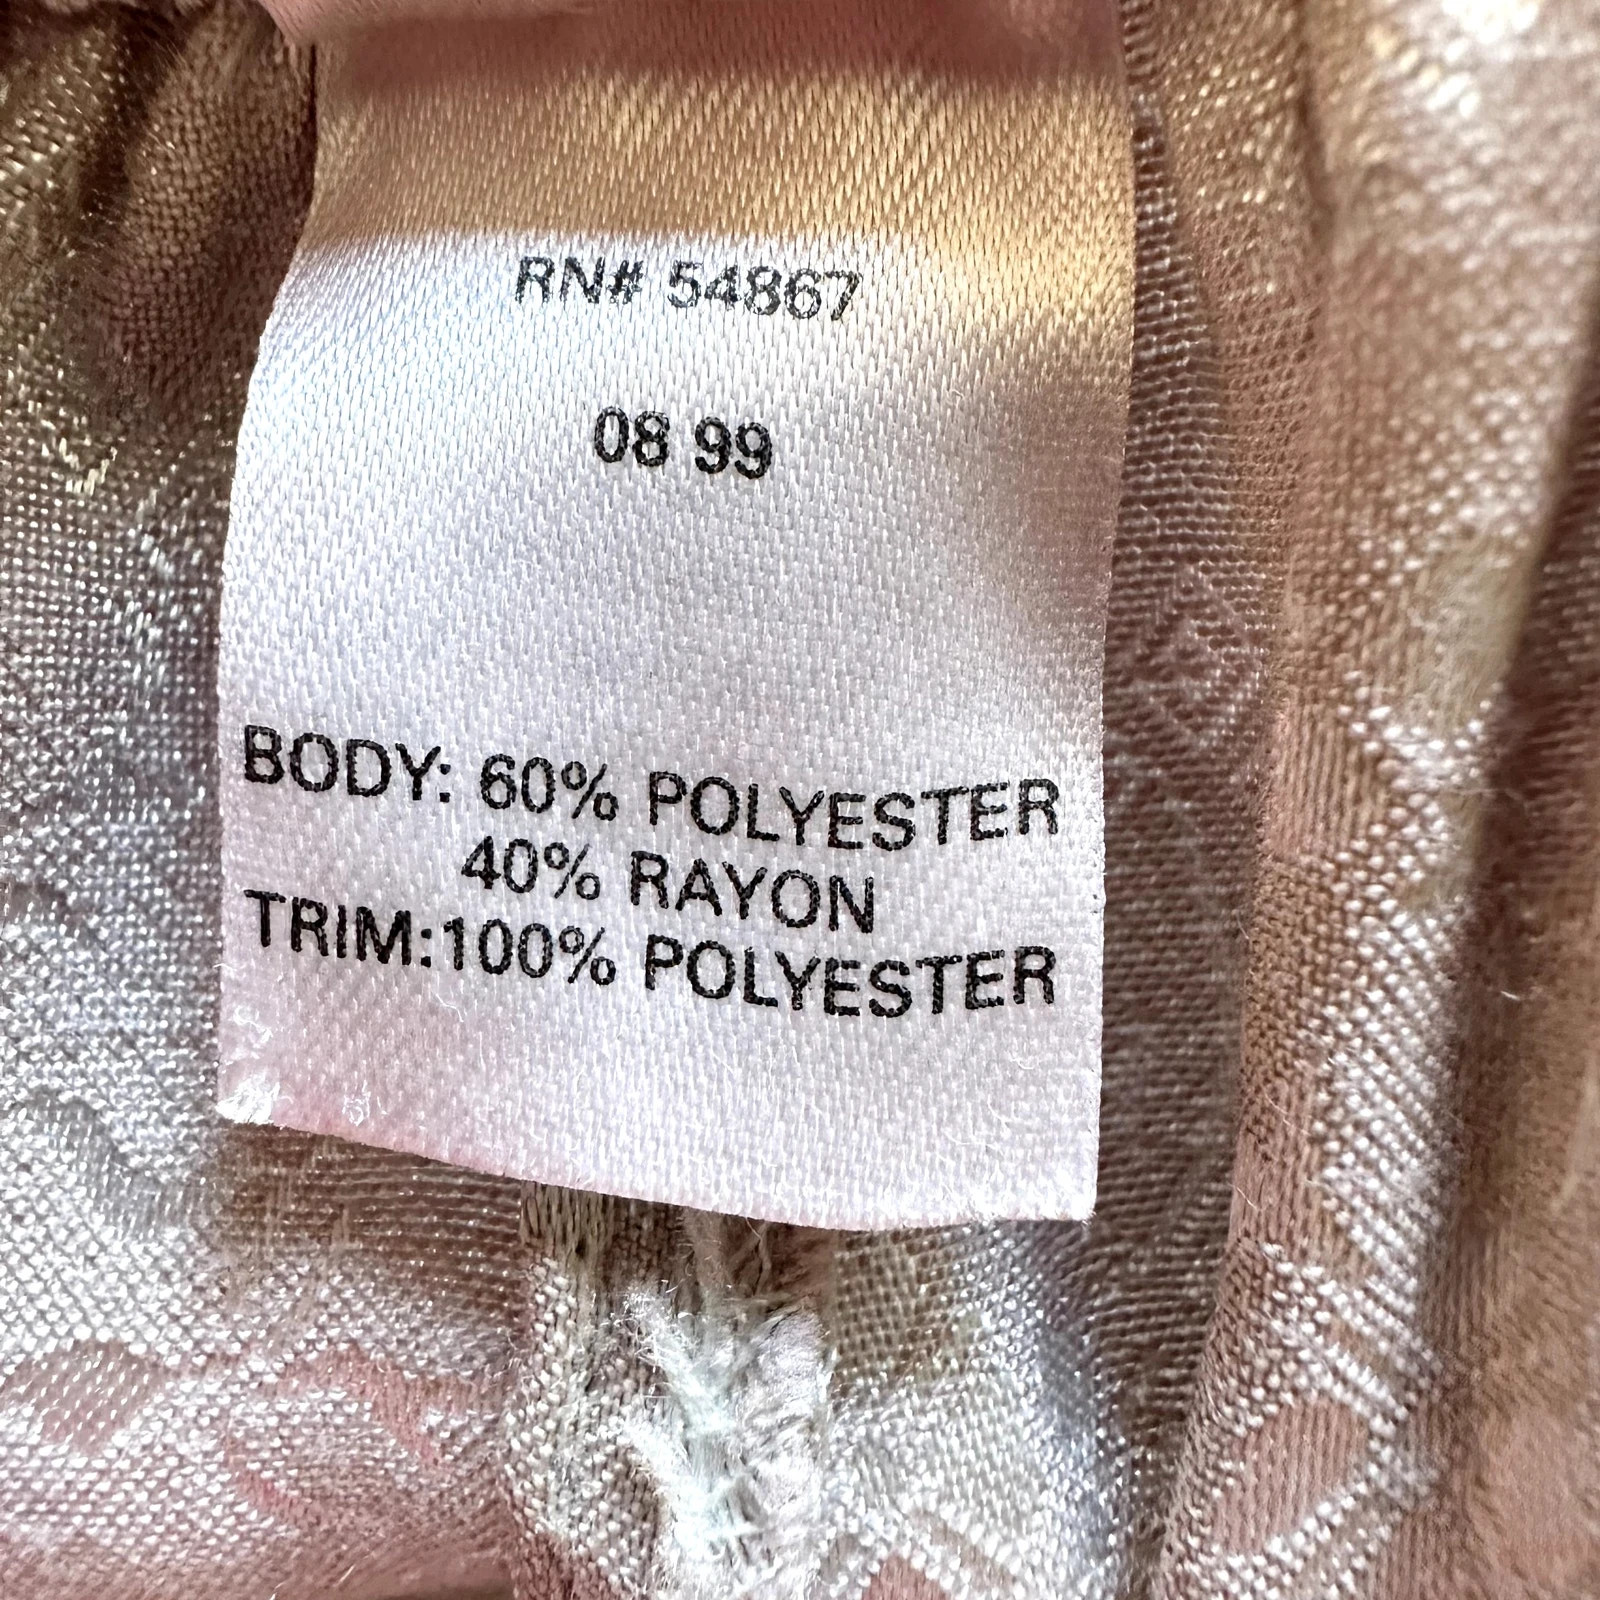 RN# 54867
08 99
BODY: 60% POLYESTER
40% RAYON
TRIM:100% POLYESTER